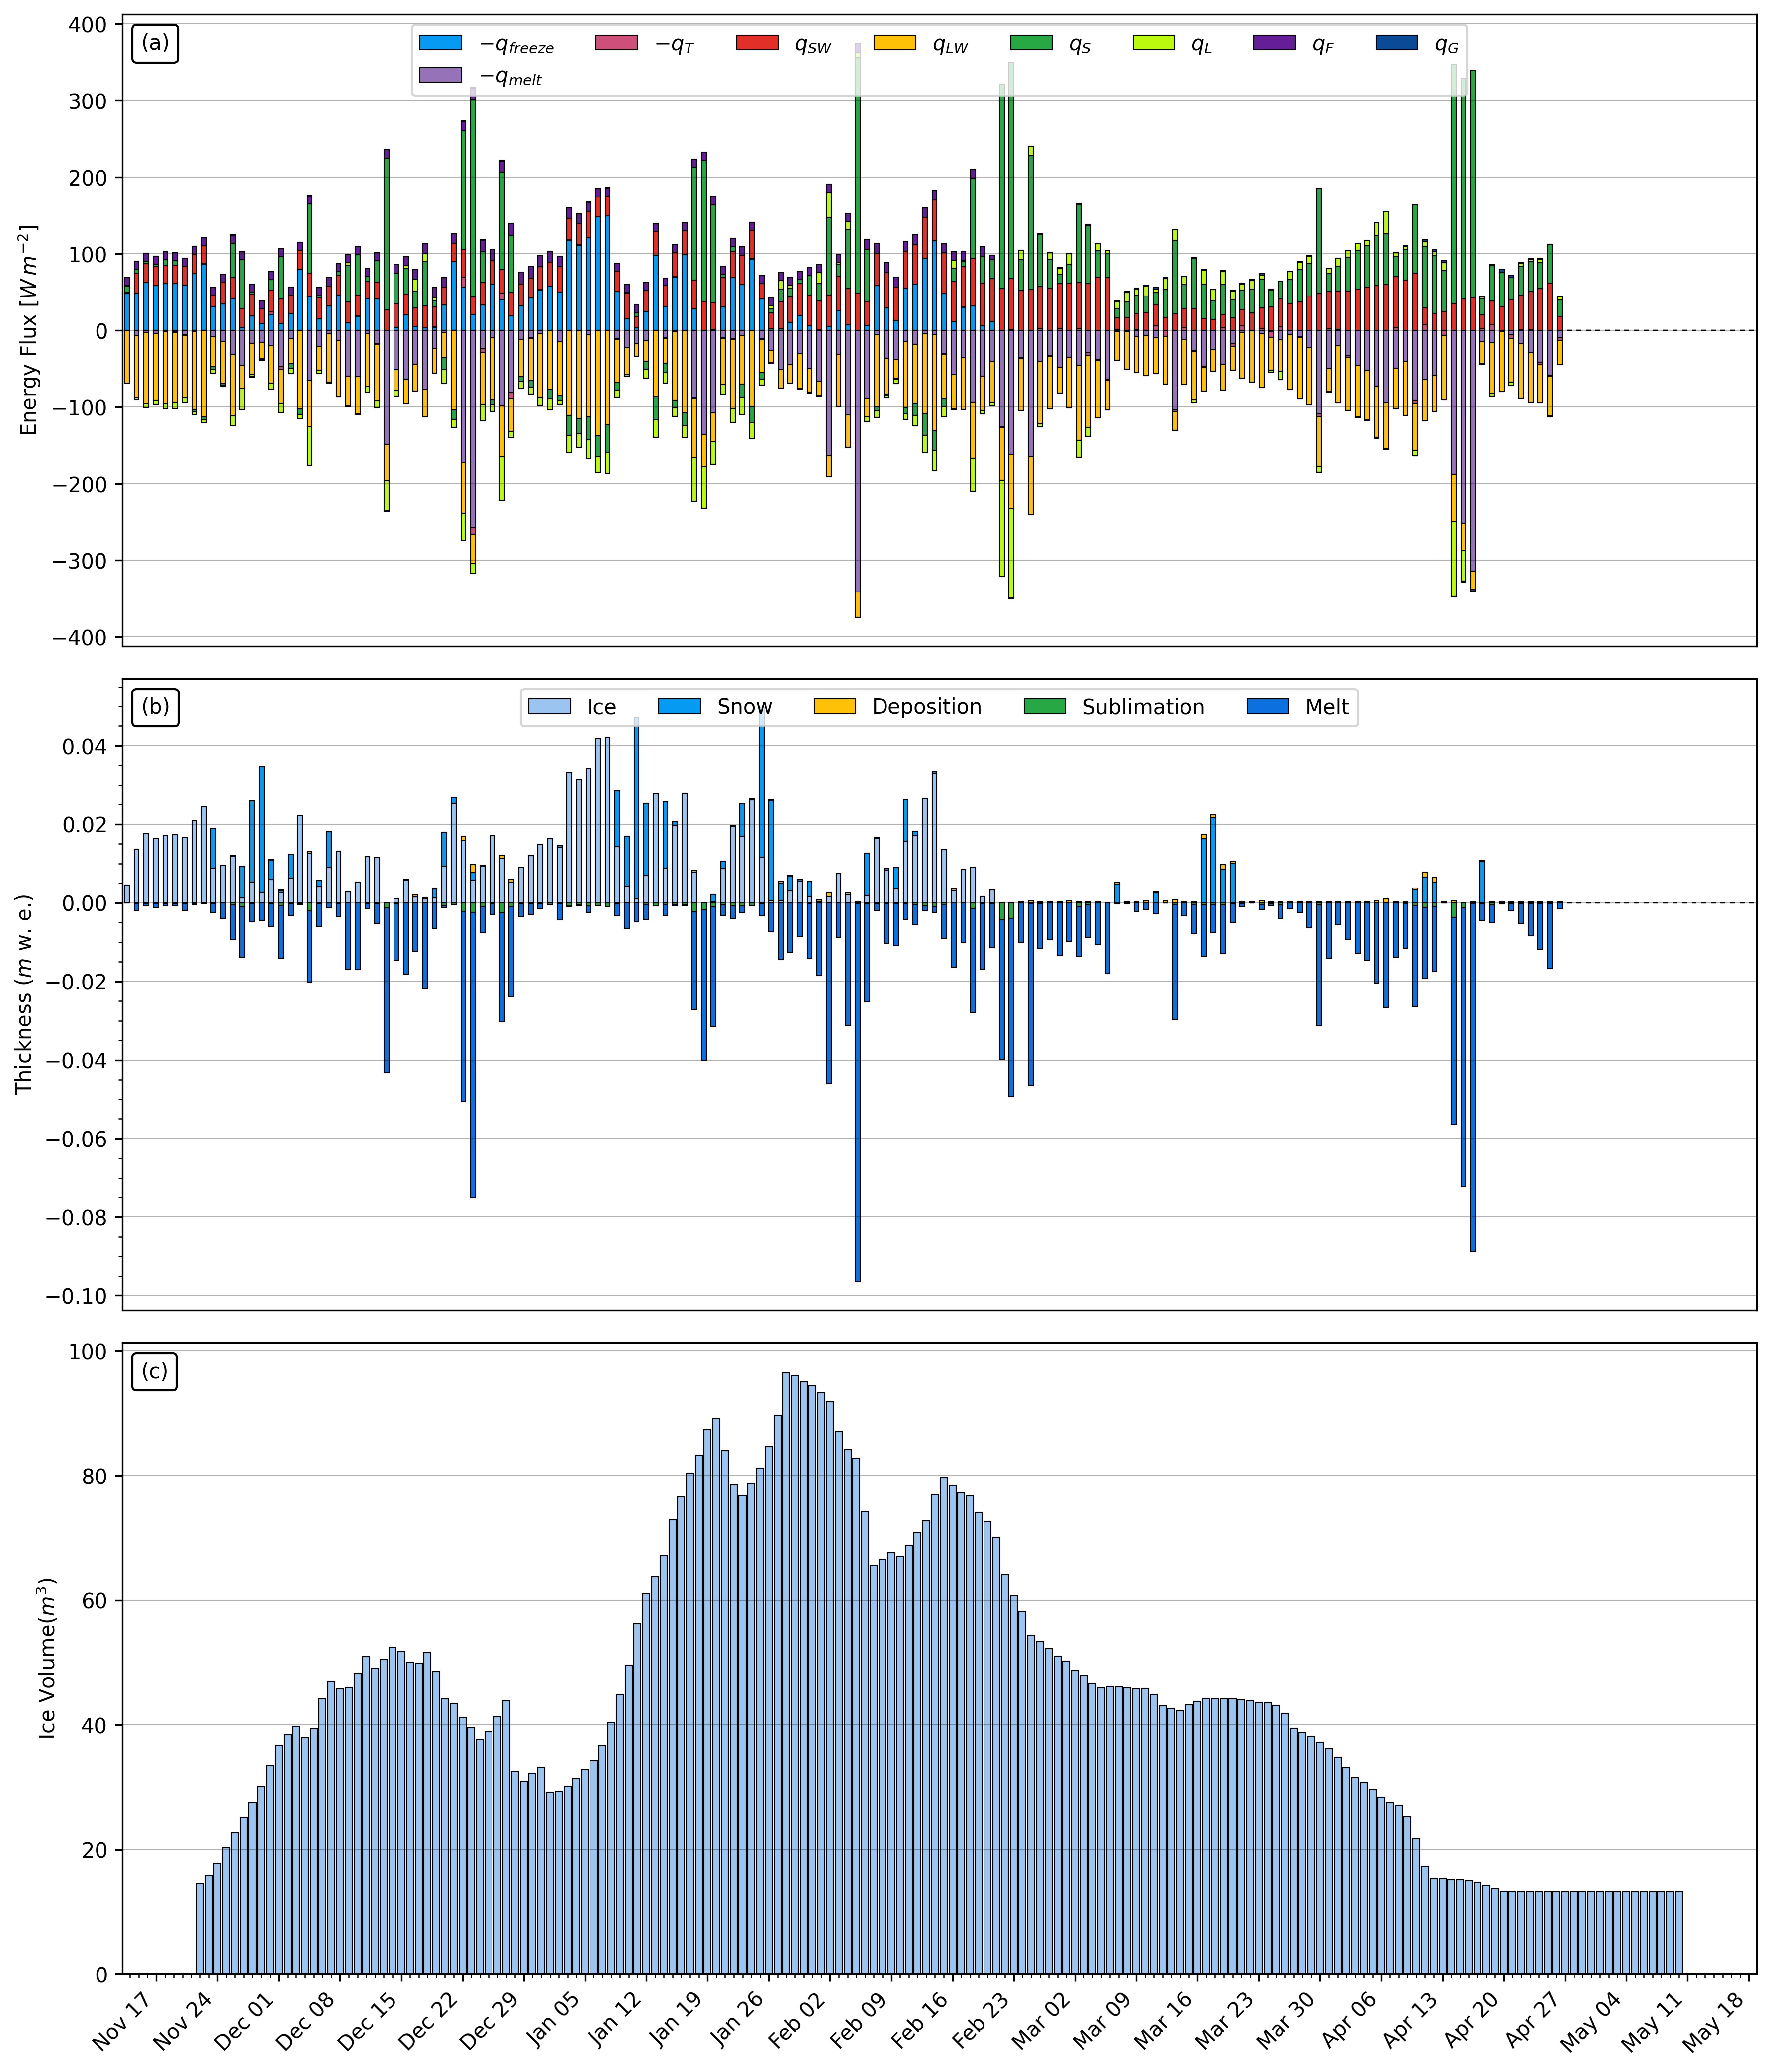 (a)
−q_freeze −q_T q_SW q_LW q_S q_L q_F q_G
−q_melt
400
300
200
100
0
−100
−200
−300
−400
Energy Flux [W m⁻²]
(b)
Ice Snow Deposition Sublimation Melt
0.04
0.02
0.00
−0.02
−0.04
−0.06
−0.08
−0.10
Thickness (m w. e.)
(c)
100
80
60
40
20
0
Ice Volume(m³)
Nov 17 Nov 24 Dec 01 Dec 08 Dec 15 Dec 22 Dec 29 Jan 05 Jan 12 Jan 19 Jan 26 Feb 02 Feb 09 Feb 16 Feb 23 Mar 02 Mar 09 Mar 16 Mar 23 Mar 30 Apr 06 Apr 13 Apr 20 Apr 27 May 04 May 11 May 18